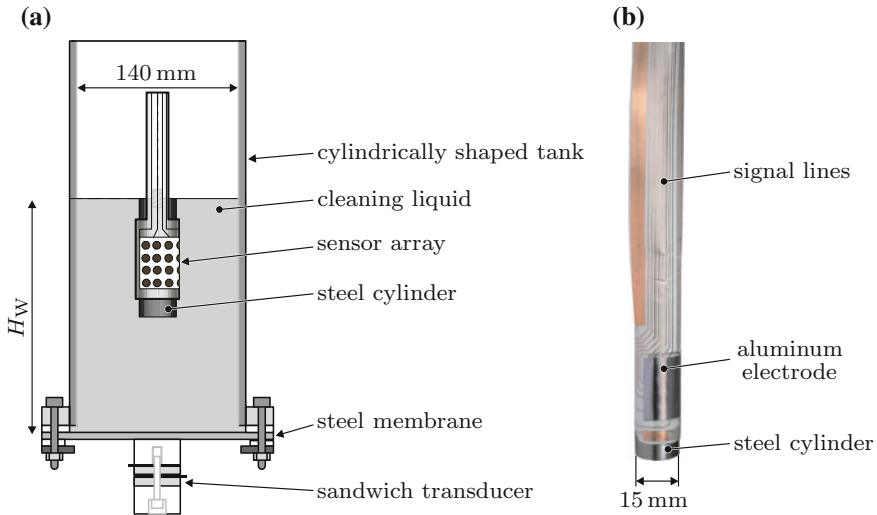 (a)
140 mm
cylindrically shaped tank
cleaning liquid
sensor array
steel cylinder
H_W
steel membrane
sandwich transducer
(b)
signal lines
aluminum
electrode
steel cylinder
15 mm